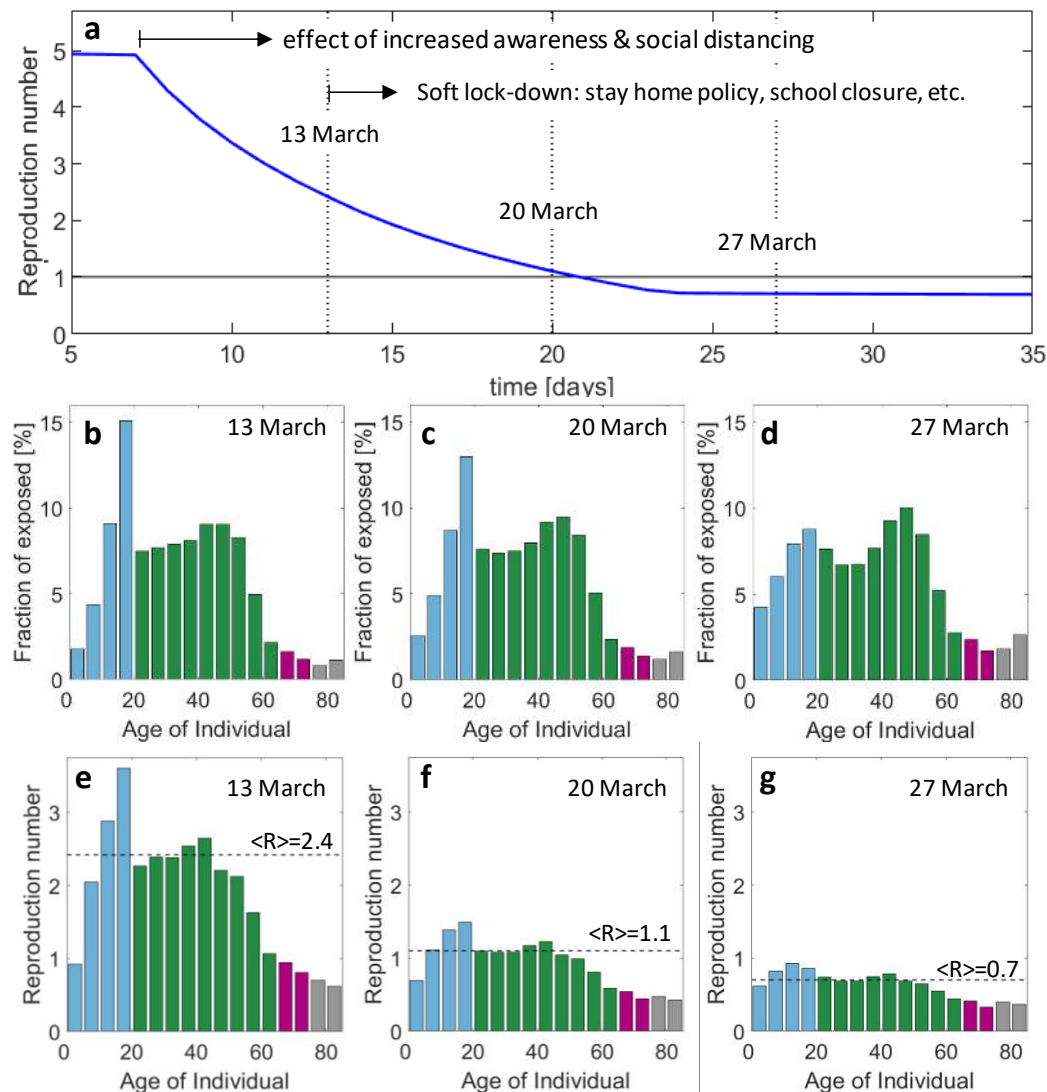 a
effect of increased awareness & social distancing
Soft lock-down: stay home policy, school closure, etc.
13 March
20 March
27 March
Reproduction number
5
4
3
2
1
0
5 10 15 20 25 30 35
time [days]
b 13 March
Fraction of exposed [%]
15
10
5
0
0 20 40 60 80
Age of Individual
c 20 March
Fraction of exposed [%]
15
10
5
0
0 20 40 60 80
Age of Individual
d 27 March
Fraction of exposed [%]
15
10
5
0
0 20 40 60 80
Age of Individual
e 13 March
<R>=2.4
Reproduction number
3
2
1
0
0 20 40 60 80
Age of Individual
f 20 March
<R>=1.1
Reproduction number
3
2
1
0
0 20 40 60 80
Age of Individual
g 27 March
<R>=0.7
Reproduction number
3
2
1
0
0 20 40 60 80
Age of Individual